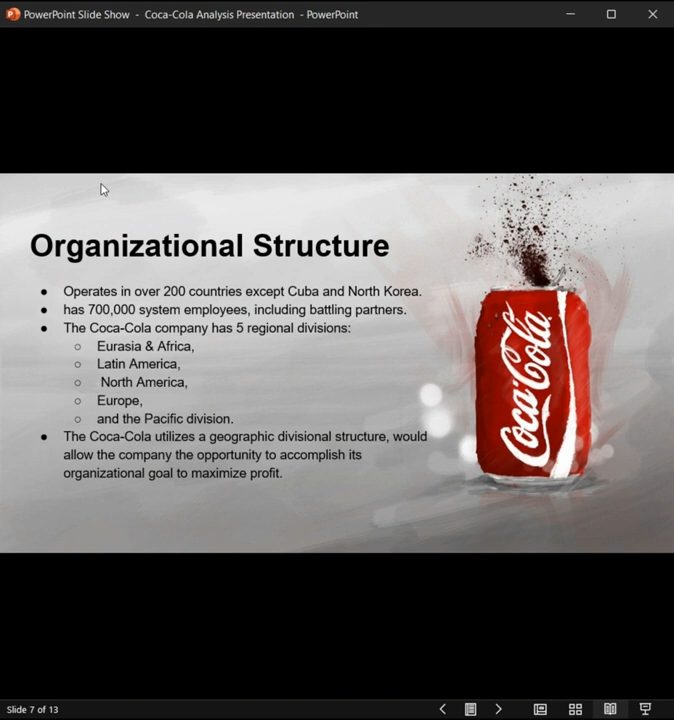 PowerPoint Slide Show - Coca-Cola Analysis Presentation - PowerPoint
Organizational Structure
● Operates in over 200 countries except Cuba and North Korea.
● has 700,000 system employees, including battling partners.
● The Coca-Cola company has 5 regional divisions:
○ Eurasia & Africa,
○ Latin America,
○ North America,
○ Europe,
○ and the Pacific division.
● The Coca-Cola utilizes a geographic divisional structure, would
allow the company the opportunity to accomplish its
organizational goal to maximize profit.
Coca-Cola
Slide 7 of 13